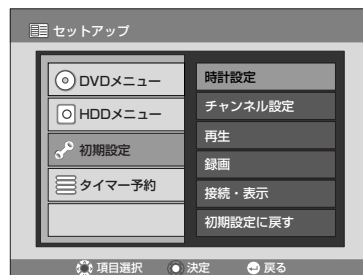 セットアップ
DVDメニュー
HDDメニュー
初期設定
タイマー予約
時計設定
チャンネル設定
再生
録画
接続・表示
初期設定に戻す
項目選択 決定 戻る